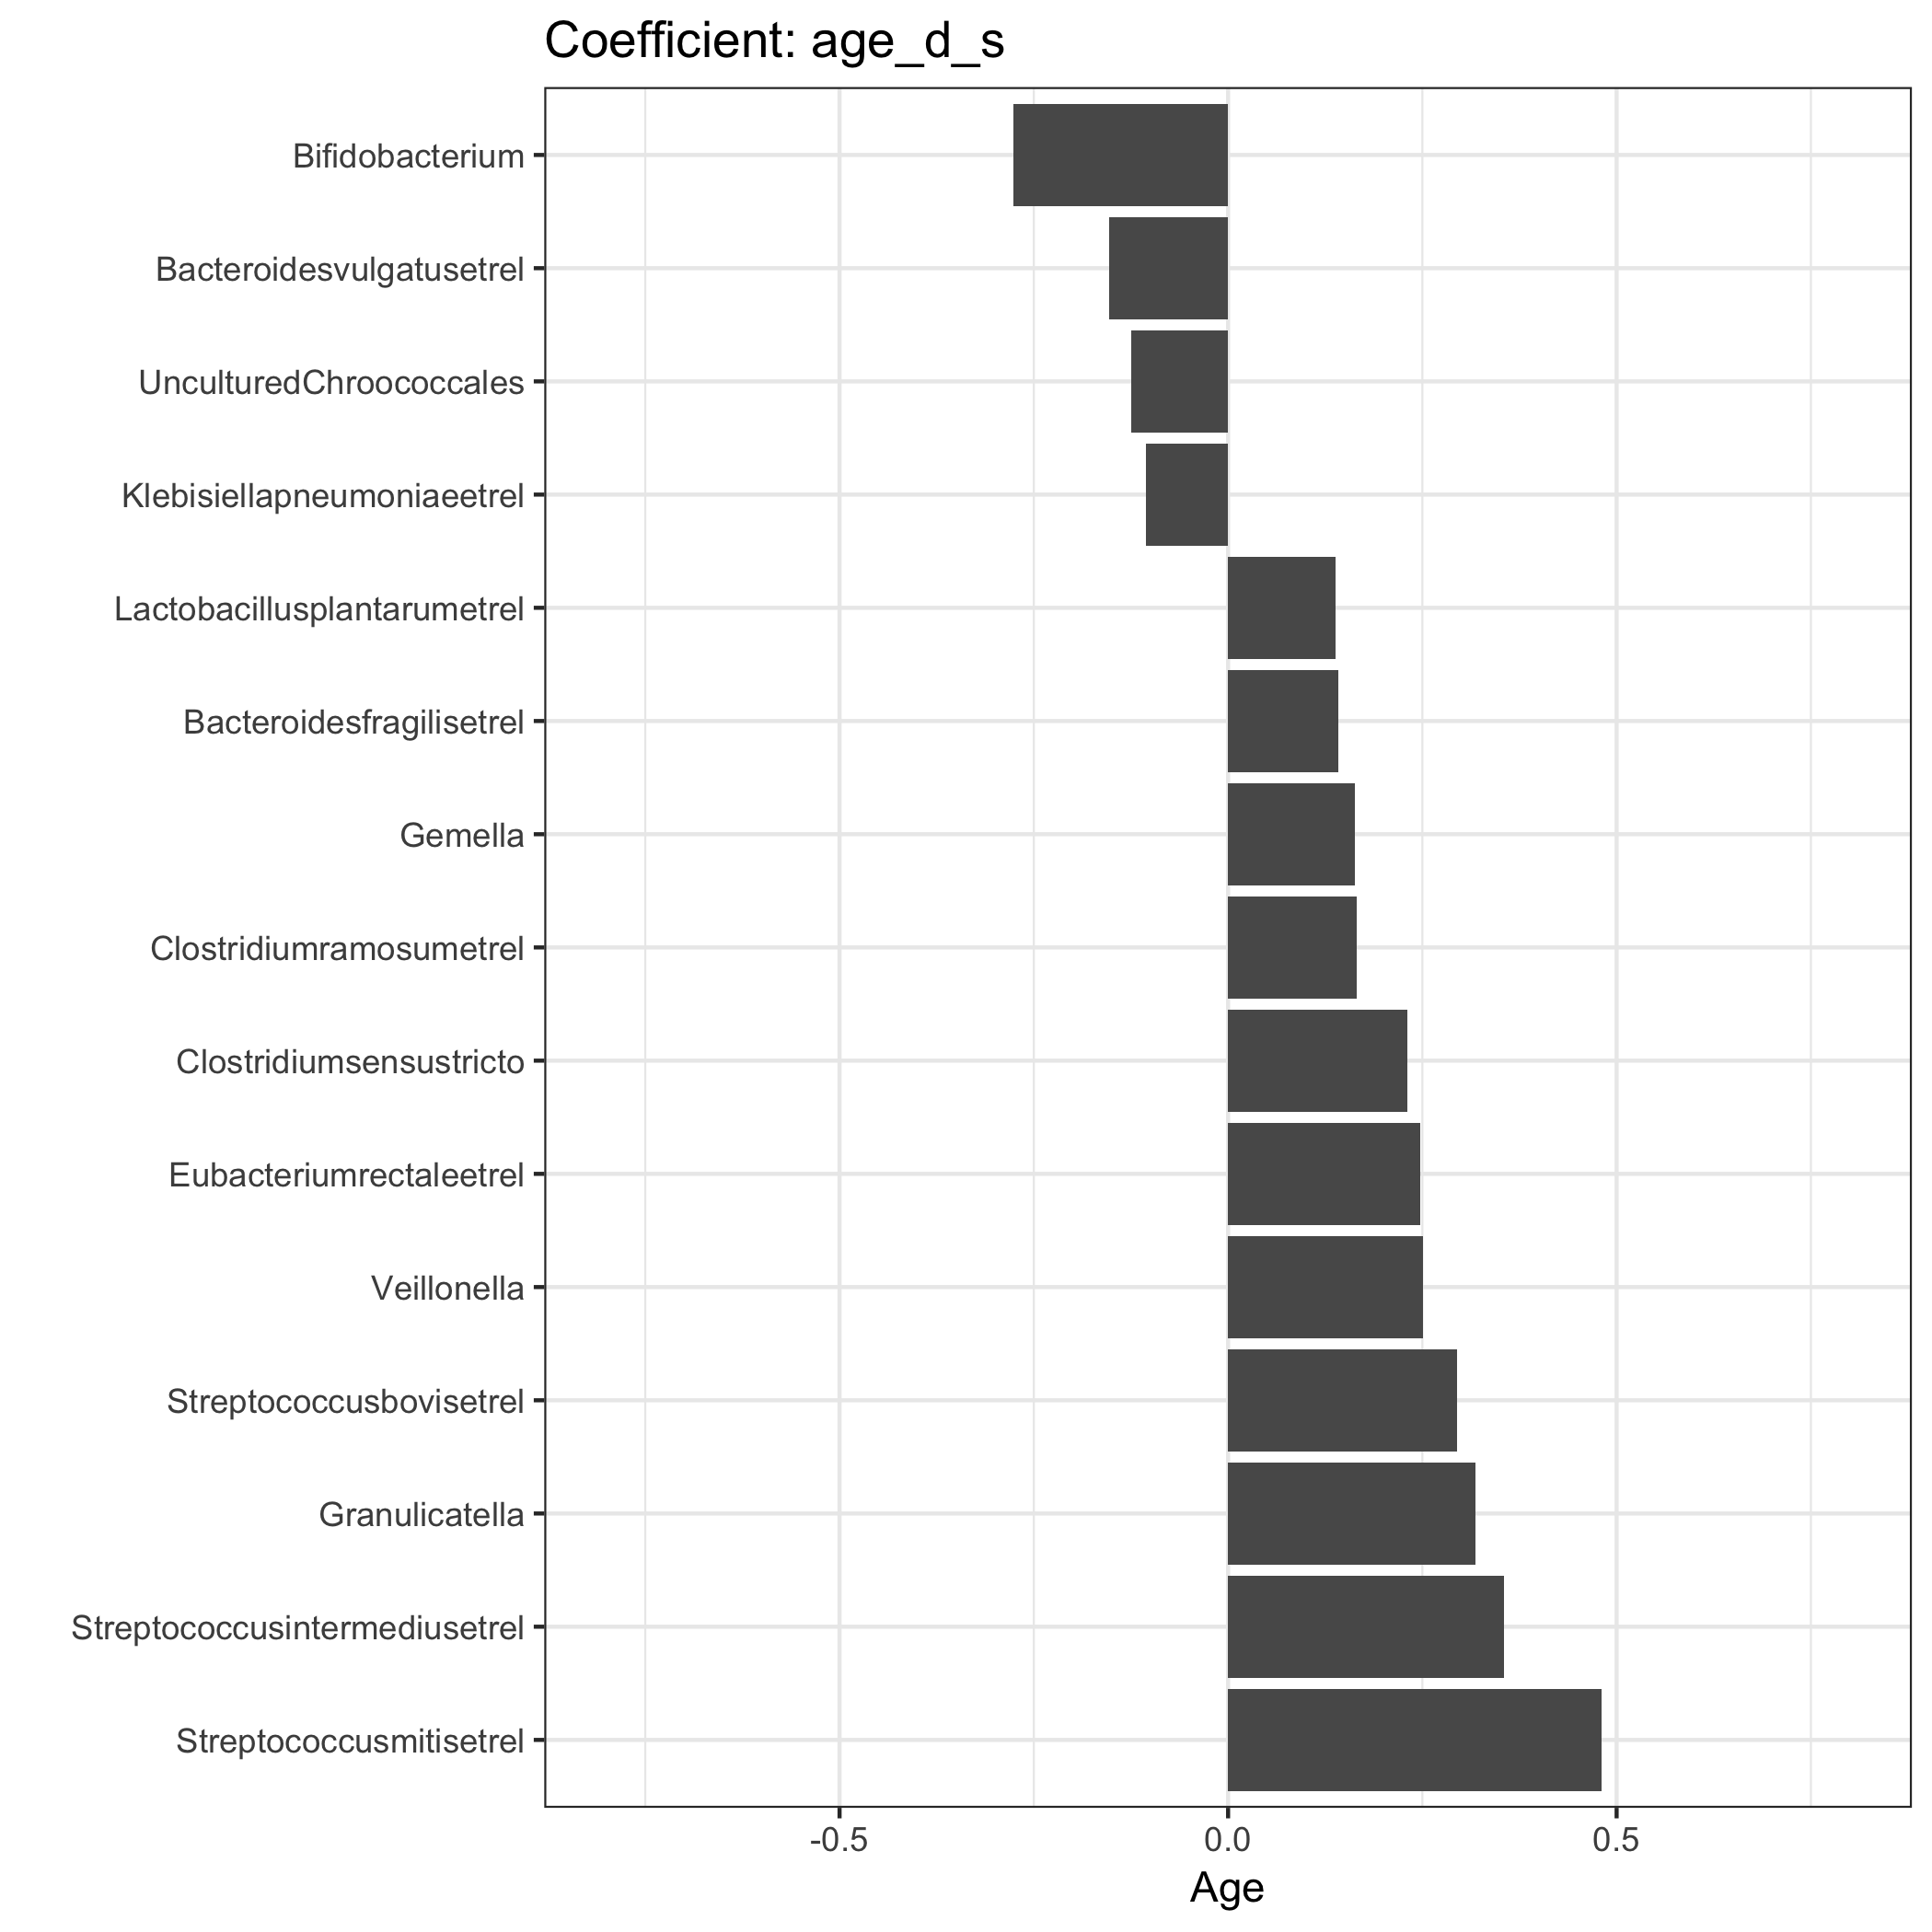 Coefficient: age_d_s
Bifidobacterium
Bacteroidesvulgatusetrel
UnculturedChroococcales
Klebisiellapneumoniaeetrel
Lactobacillusplantarumetrel
Bacteroidesfragilisetrel
Gemella
Clostridiumramosumetrel
Clostridiumsensustricto
Eubacteriumrectaleetrel
Veillonella
Streptococcusbovisetrel
Granulicatella
Streptococcusintermediusetrel
Streptococcusmitisetrel
-0.5 0.0 0.5
Age